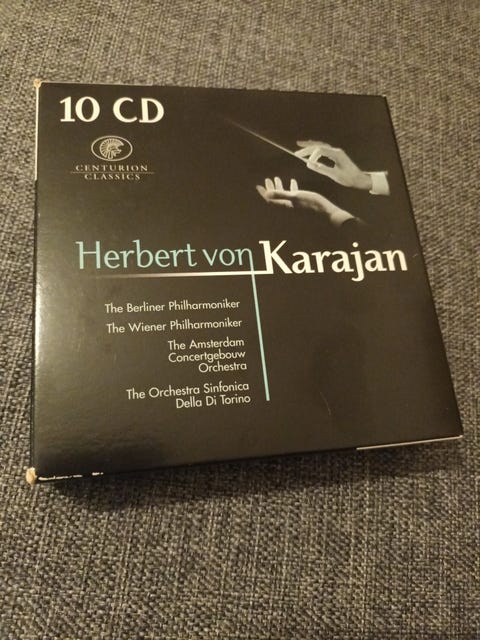 10 CD
CENTURION
CLASSICS
Herbert von Karajan
The Berliner Philharmoniker
The Wiener Philharmoniker
The Amsterdam
Concertgebouw
Orchestra
The Orchestra Sinfonica
Della Di Torino